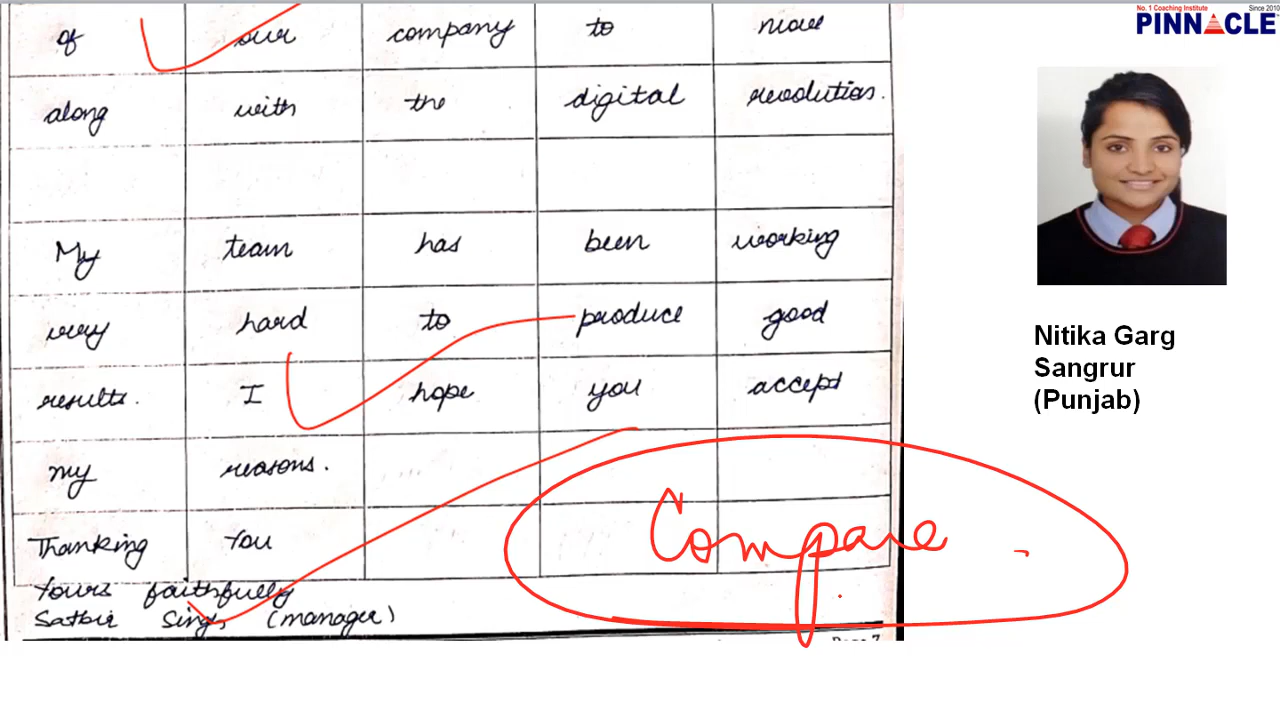 No. 1 Coaching Institute Since 2010
PINNACLE
of our company to move
along with the digital revolution.
My team has been working
very hard to produce good
results. I hope you accept
my reasons.
Thanking You
Yours faithfully
Satbir Singh (manager)
Compare
Nitika Garg
Sangrur
(Punjab)